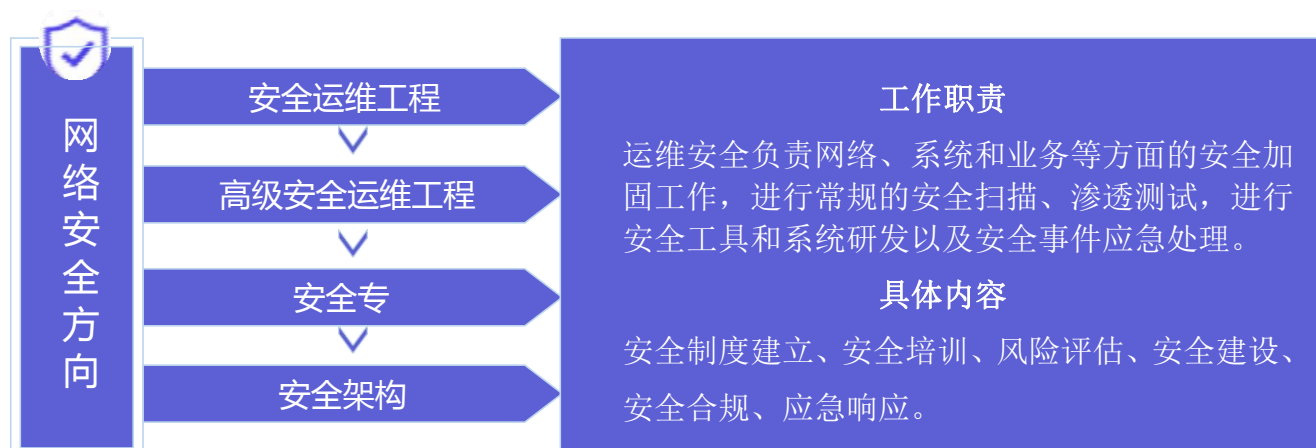 网络安全方向
安全运维工程
高级安全运维工程
安全专
安全架构
工作职责
运维安全负责网络、系统和业务等方面的安全加
固工作，进行常规的安全扫描、渗透测试，进行
安全工具和系统研发以及安全事件应急处理。
具体内容
安全制度建立、安全培训、风险评估、安全建设、
安全合规、应急响应。